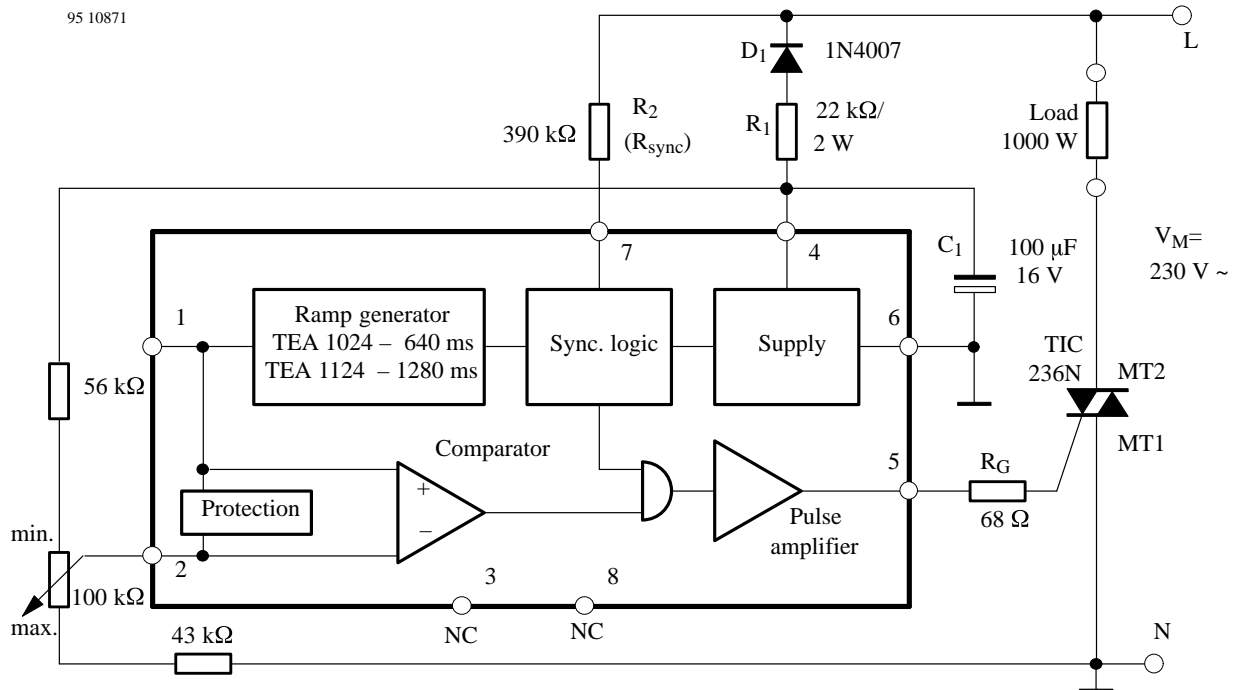 95 10871
L
D1
1N4007
R2
(Rsync)
390 kΩ
R1
22 kΩ/
2 W
Load
1000 W
7
4
C1
100 μF
16 V
VM=
230 V ~
1
Ramp generator
TEA 1024 – 640 ms
TEA 1124 – 1280 ms
Sync. logic
Supply
6
TIC
236N
MT2
MT1
56 kΩ
Comparator
+
–
Protection
5
RG
68 Ω
Pulse
amplifier
min.
2
100 kΩ
max.
3
8
NC
NC
43 kΩ
N